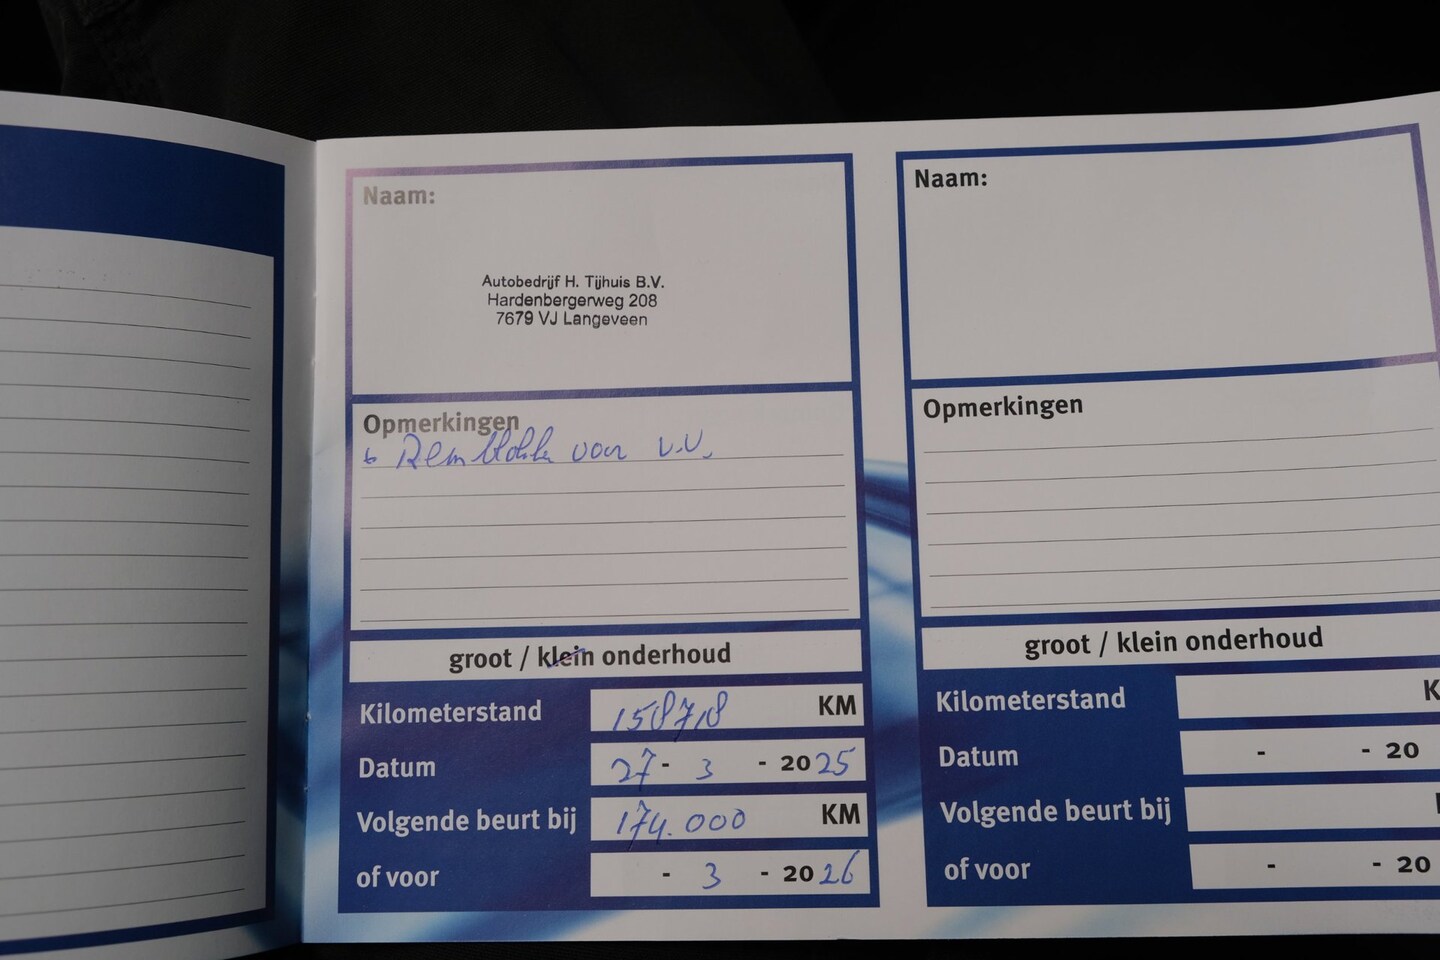 Naam:
Autobedrijf H. Tijhuis B.V.
Hardenbergerweg 208
7679 VJ Langeveen
Opmerkingen
Remblokken voor v.v.
groot / klein onderhoud
Kilometerstand 158718 KM
Datum 27 - 3 - 2025
Volgende beurt bij 174.000 KM
of voor - 3 - 2026
Naam:
Opmerkingen
groot / klein onderhoud
Kilometerstand K
Datum - - 20
Volgende beurt bij
of voor - - 20